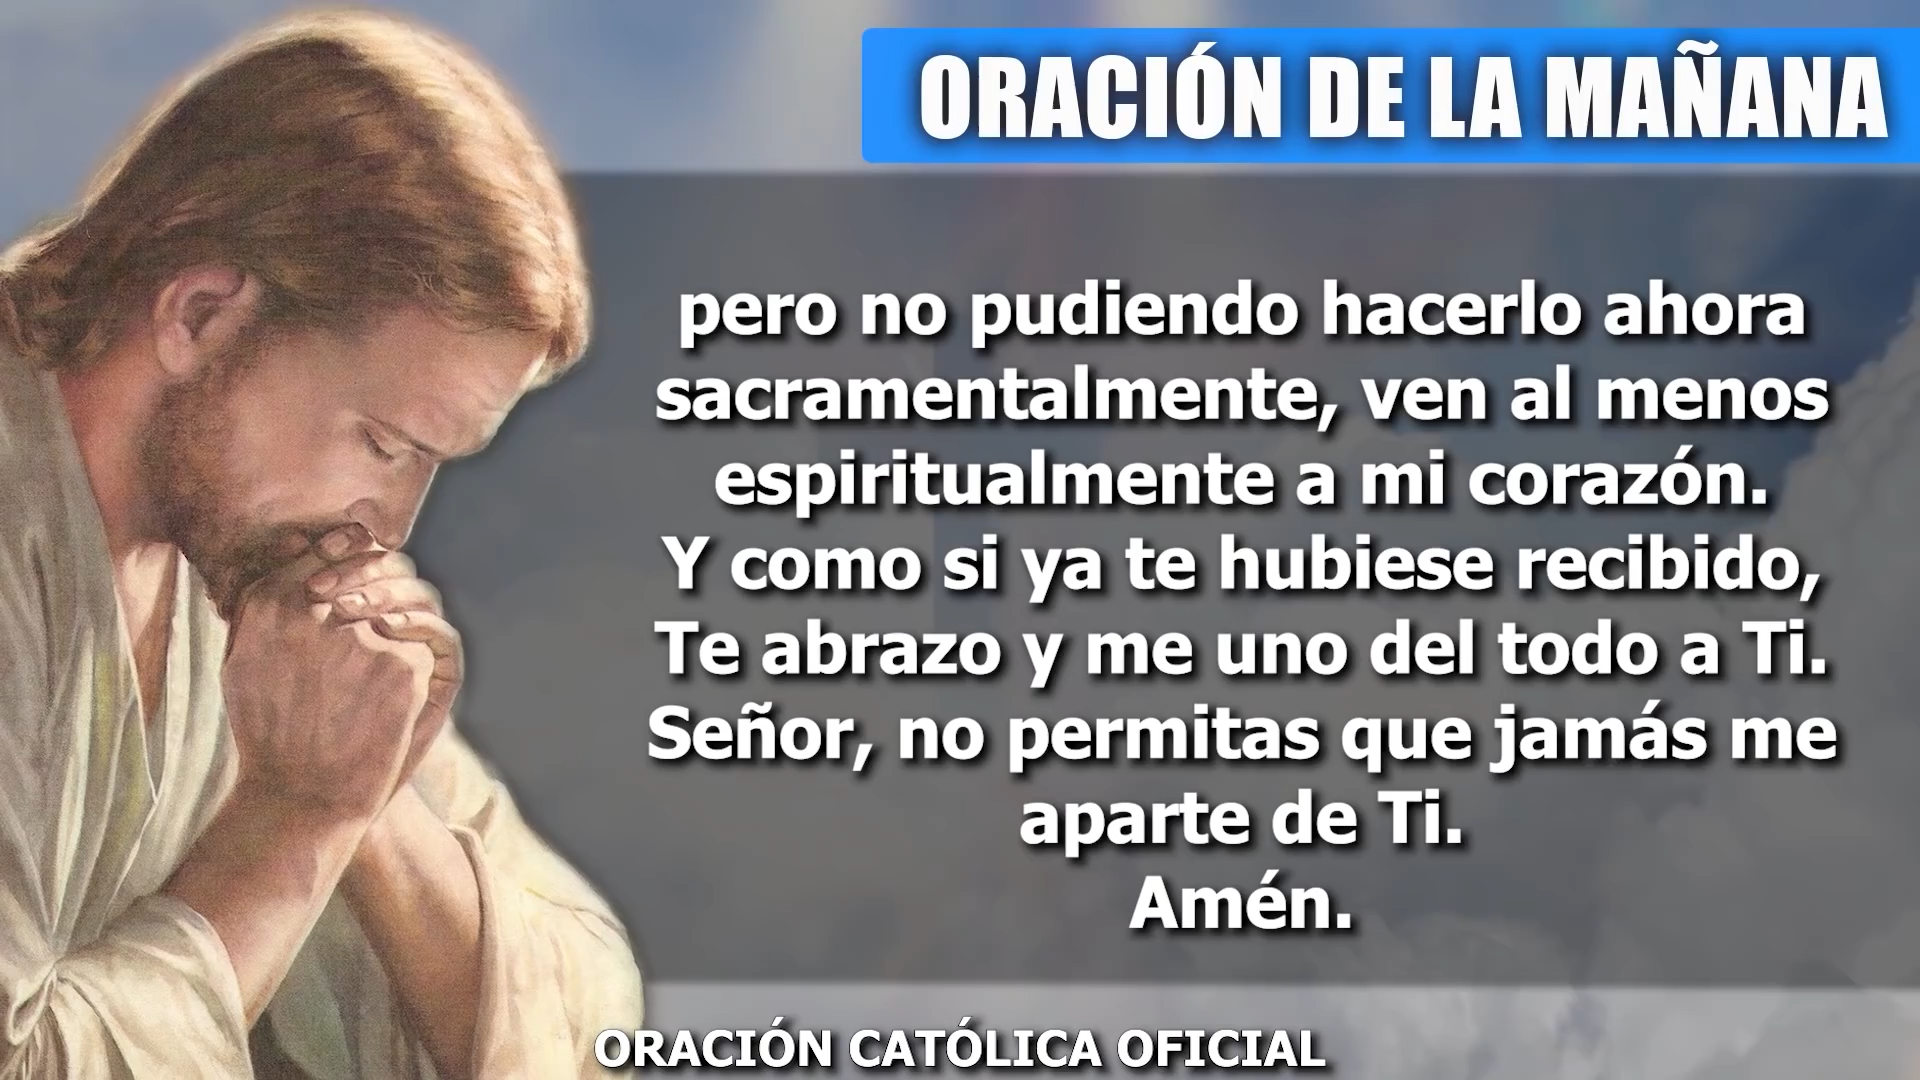 ORACIÓN DE LA MAÑANA
pero no pudiendo hacerlo ahora
sacramentalmente, ven al menos
espiritualmente a mi corazón.
Y como si ya te hubiese recibido,
Te abrazo y me uno del todo a Ti.
Señor, no permitas que jamás me
aparte de Ti.
Amén.
ORACIÓN CATÓLICA OFICIAL